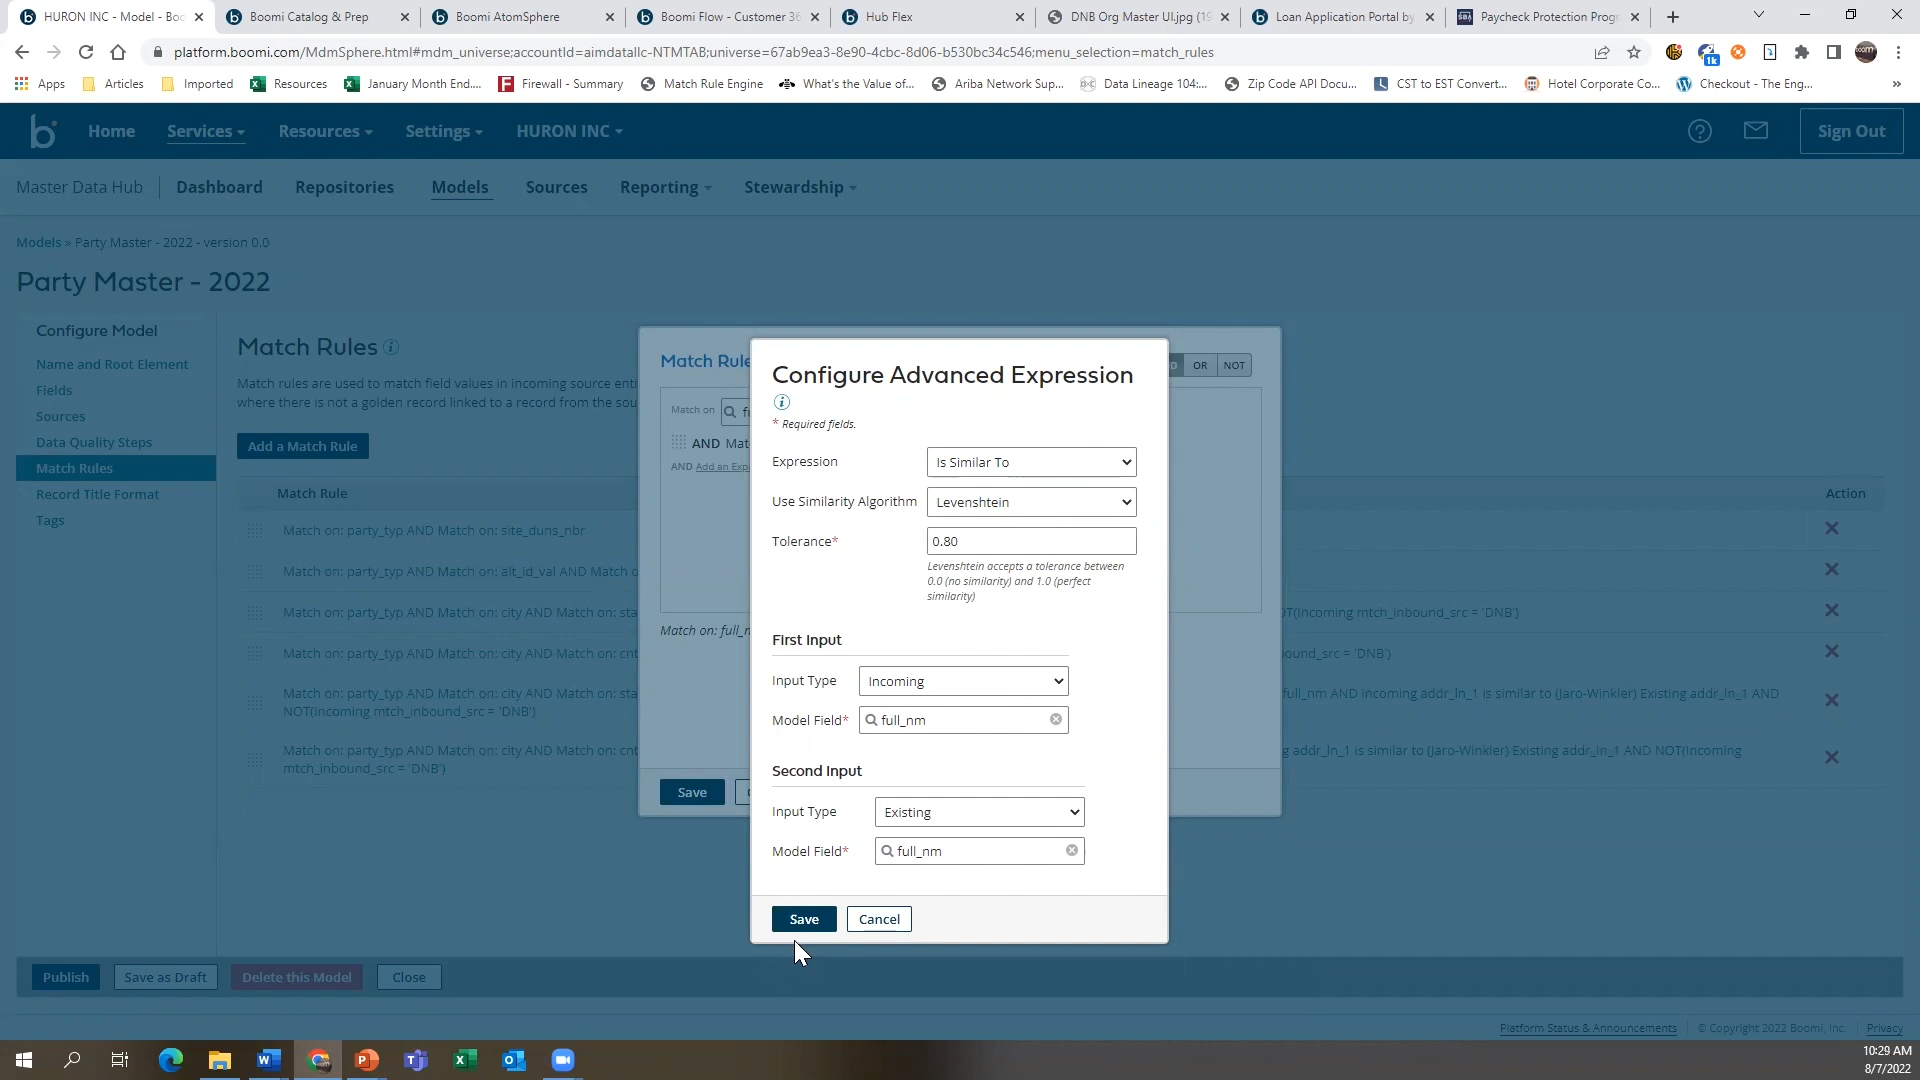 HURON INC - Model - Boo
Boomi Catalog & Prep
Boomi AtomSphere
Boomi Flow - Customer 36
Hub Flex
DNB Org Master UI.jpg (19
Loan Application Portal by
Paycheck Protection Prog
platform.boomi.com/MdmSphere.html#mdm_universe;accountId=aimdatallc-NTMTAB;universe=67ab9ea3-8e90-4cbc-8d06-b530bc34c546;menu_selection=match_rules
1k
Apps
Articles
Imported
Resources
January Month End....
Firewall - Summary
Match Rule Engine
What's the Value of...
Ariba Network Sup...
Data Lineage 104:...
Zip Code API Docu...
CST to EST Convert...
Hotel Corporate Co...
Checkout - The Eng...
»
Home
Services
Resources
Settings
HURON INC
Sign Out
Master Data Hub
Dashboard
Repositories
Models
Sources
Reporting
Stewardship
Models » Party Master - 2022 - version 0.0
Party Master - 2022
Configure Model
Name and Root Element
Fields
Sources
Data Quality Steps
Match Rules
Record Title Format
Tags
Match Rules
Match rules are used to match field values in incoming source enti
where there is not a golden record linked to a record from the sou
Add a Match Rule
Match Rule
Action
Match on: party_typ AND Match on: site_duns_nbr
Match on: party_typ AND Match on: alt_id_val AND Match o
Match on: party_typ AND Match on: city AND Match on: sta
OT(Incoming mtch_inbound_src = 'DNB')
Match on: party_typ AND Match on: city AND Match on: cnt
ound_src = 'DNB')
Match on: party_typ AND Match on: city AND Match on: sta
full_nm AND Incoming addr_ln_1 is similar to (Jaro-Winkler) Existing addr_ln_1 AND
NOT(Incoming mtch_inbound_src = 'DNB')
Match on: party_typ AND Match on: city AND Match on: cnt
g addr_ln_1 is similar to (Jaro-Winkler) Existing addr_ln_1 AND NOT(Incoming
mtch_inbound_src = 'DNB')
Match Rule
D
OR
NOT
Match on
fu
AND Mat
AND Add an Expr
Match on: full_n
Save
C
Configure Advanced Expression
* Required fields.
Expression
Is Similar To
Use Similarity Algorithm
Levenshtein
Tolerance*
0.80
Levenshtein accepts a tolerance between
0.0 (no similarity) and 1.0 (perfect
similarity)
First Input
Input Type
Incoming
Model Field*
full_nm
Second Input
Input Type
Existing
Model Field*
full_nm
Save
Cancel
Publish
Save as Draft
Delete this Model
Close
Platform Status & Announcements
© Copyright 2022 Boomi, Inc.
Privacy
10:29 AM
8/7/2022